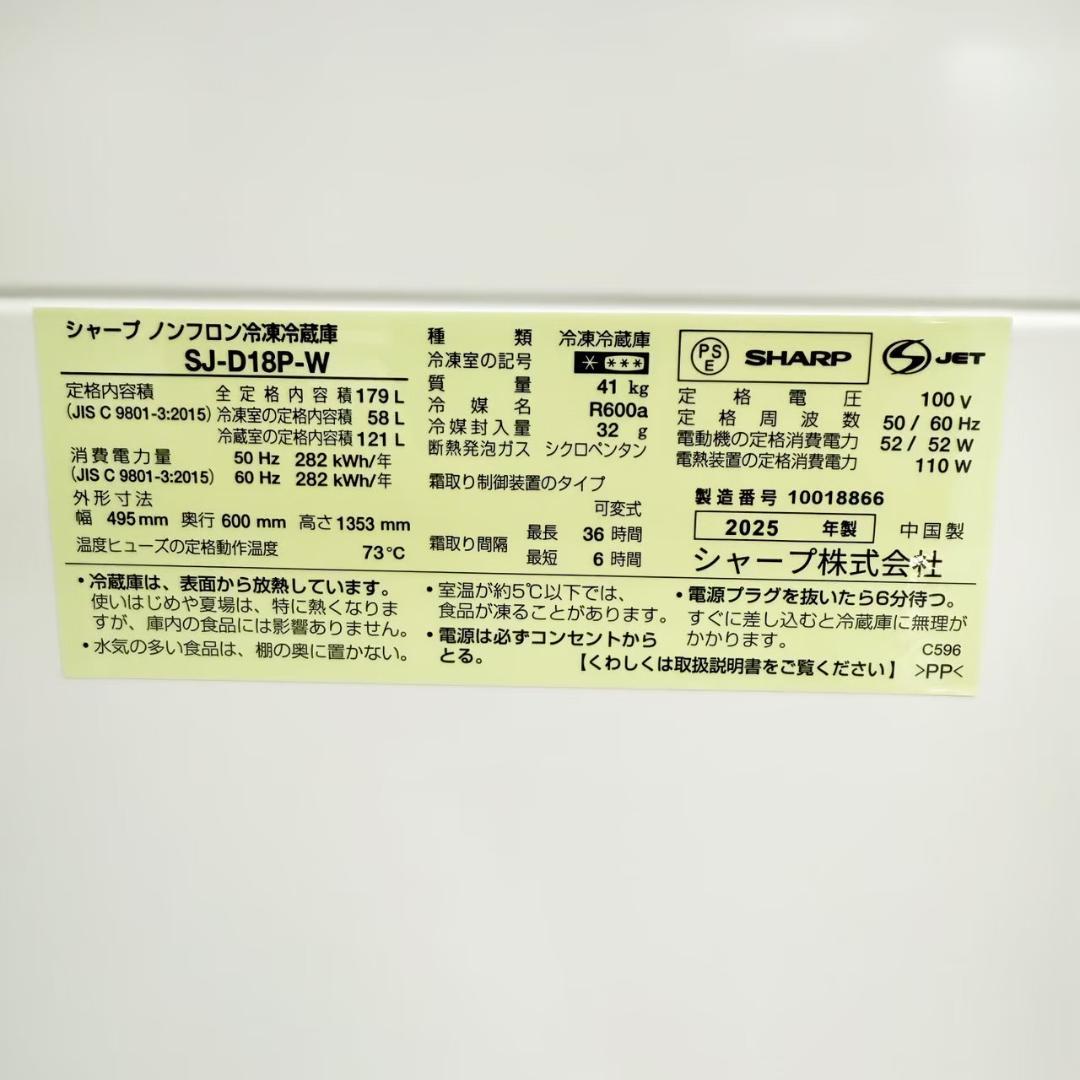 シャープ ノンフロン冷凍冷蔵庫
SJ-D18P-W
定格内容積 全定格内容積 179 L
(JIS C 9801-3:2015) 冷凍室の定格内容積 58 L
冷蔵室の定格内容積 121 L
消費電力量 50 Hz 282 kWh/年
(JIS C 9801-3:2015) 60 Hz 282 kWh/年
外形寸法
幅 495 mm 奥行 600 mm 高さ 1353 mm
温度ヒューズの定格動作温度 73℃
種類 冷凍冷蔵庫
冷凍室の記号 * ***
質量 41 kg
冷媒名 R600a
冷媒封入量 32 g
断熱発泡ガス シクロペンタン
霜取り制御装置のタイプ
可変式
霜取り間隔 最長 36 時間
最短 6 時間
PSE SHARP S JET
定格電圧 100 V
定格周波数 50 / 60 Hz
電動機の定格消費電力 52 / 52 W
電熱装置の定格消費電力 110 W
製造番号 10018866
2025 年製 中国製
シャープ株式会社
・冷蔵庫は、表面から放熱しています。
使いはじめや夏場は、特に熱くなりま
すが、庫内の食品には影響ありません。
・水気の多い食品は、棚の奥に置かない。
・室温が約5℃以下では、
食品が凍ることがあります。
・電源は必ずコンセントから
とる。
・電源プラグを抜いたら6分待つ。
すぐに差し込むと冷蔵庫に無理が
かかります。
C596
【くわしくは取扱説明書をご覧ください】 >PP<